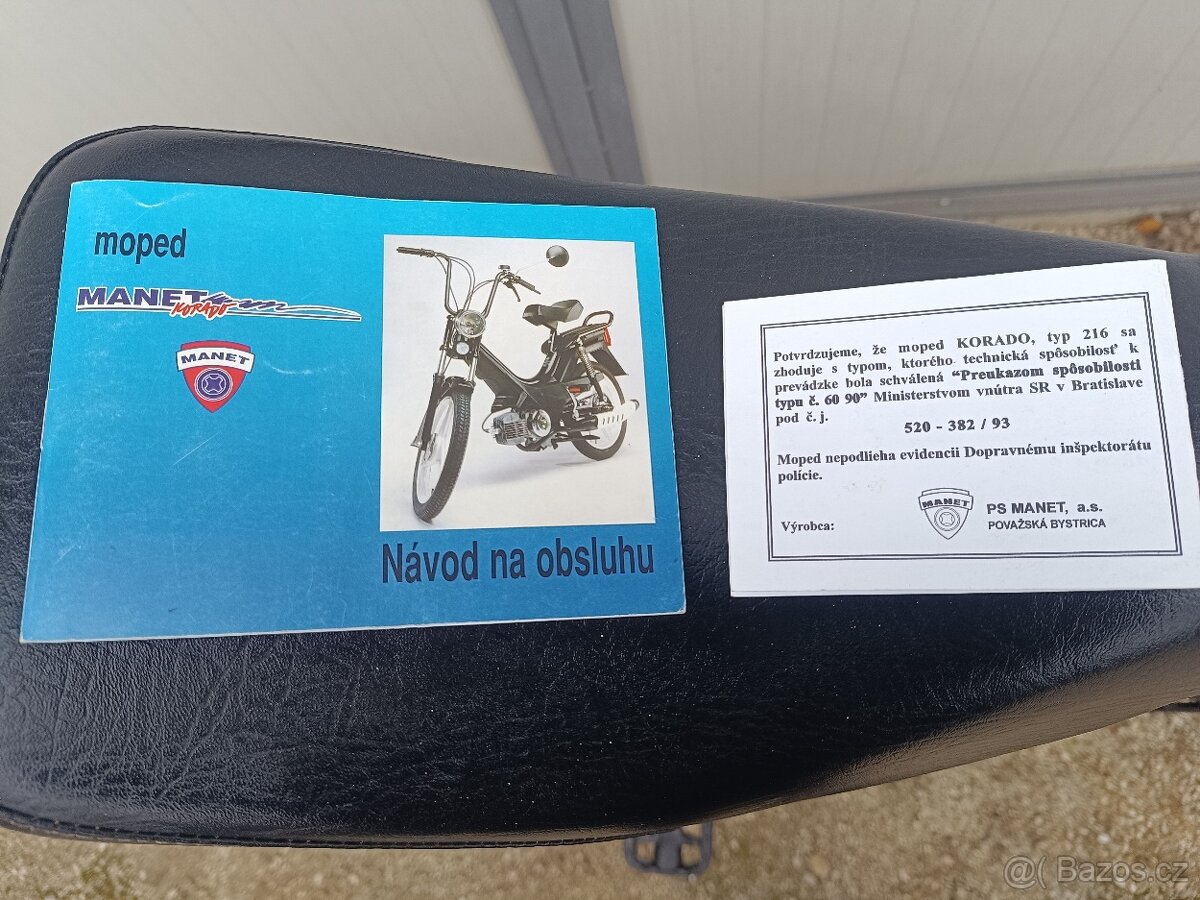 moped
MANET
KORADO
MANET
Návod na obsluhu
Potvrdzujeme, že moped KORADO, typ 216 sa
zhoduje s typom, ktorého technická spôsobilosť k
prevádzke bola schválená "Preukazom spôsobilosti
typu č. 60 90" Ministerstvom vnútra SR v Bratislave
pod č. j.
520 - 382 / 93
Moped nepodlieha evidencii Dopravnému inšpektorátu
polície.
MANET
Výrobca:
PS MANET, a.s.
POVAŽSKÁ BYSTRICA
@( Bazos.cz